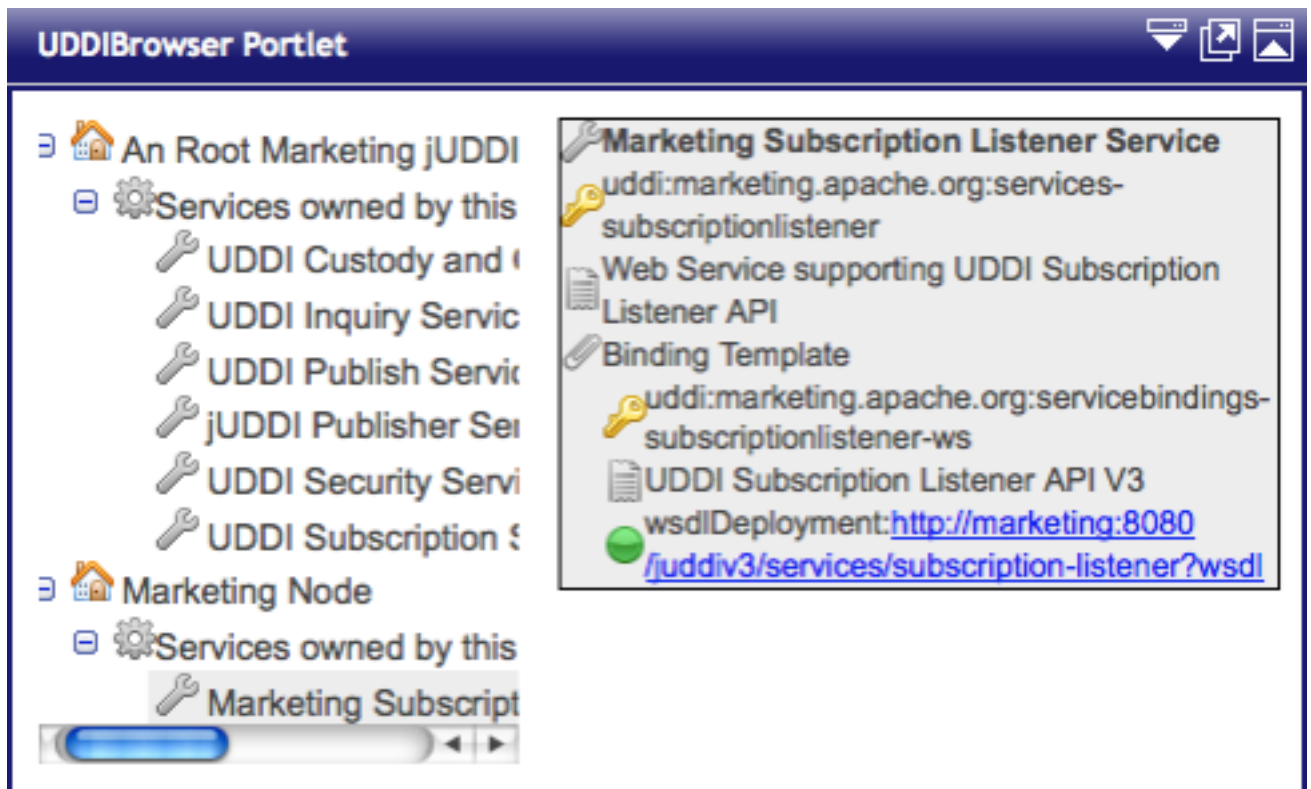 UDDIBrowser Portlet
An Root Marketing jUDDI
Services owned by this
UDDI Custody and
UDDI Inquiry Servic
UDDI Publish Servic
jUDDI Publisher Ser
UDDI Security Servi
UDDI Subscription S
Marketing Node
Services owned by this
Marketing Subscript
Marketing Subscription Listener Service
uddi:marketing.apache.org:services-
subscriptionlistener
Web Service supporting UDDI Subscription
Listener API
Binding Template
uddi:marketing.apache.org:servicebindings-
subscriptionlistener-ws
UDDI Subscription Listener API V3
wsdlDeployment:http://marketing:8080
/juddiv3/services/subscription-listener?wsdl